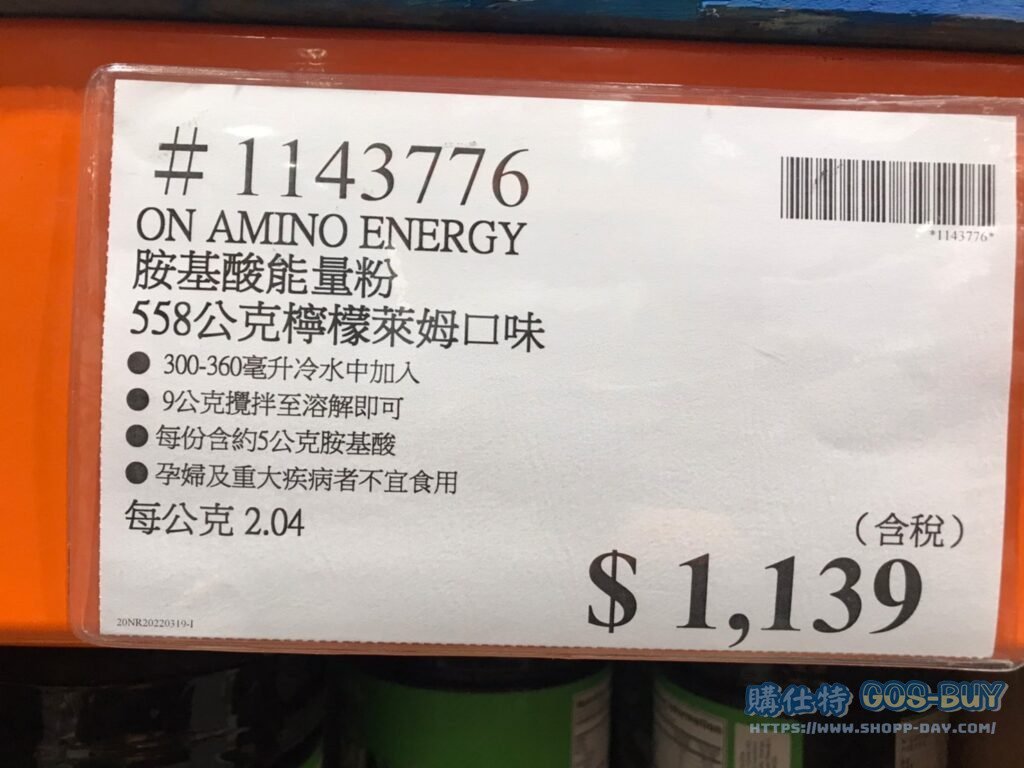 # 1143776
*1143776*
ON AMINO ENERGY
胺基酸能量粉
558公克檸檬萊姆口味
● 300-360毫升冷水中加入
● 9公克攪拌至溶解即可
● 每份含約5公克胺基酸
● 孕婦及重大疾病者不宜食用
每公克 2.04
（含稅）
$ 1,139
20NR20220319-1
購仕特 GOS-BUY
HTTPS://WWW.SHOPP-DAY.COM/